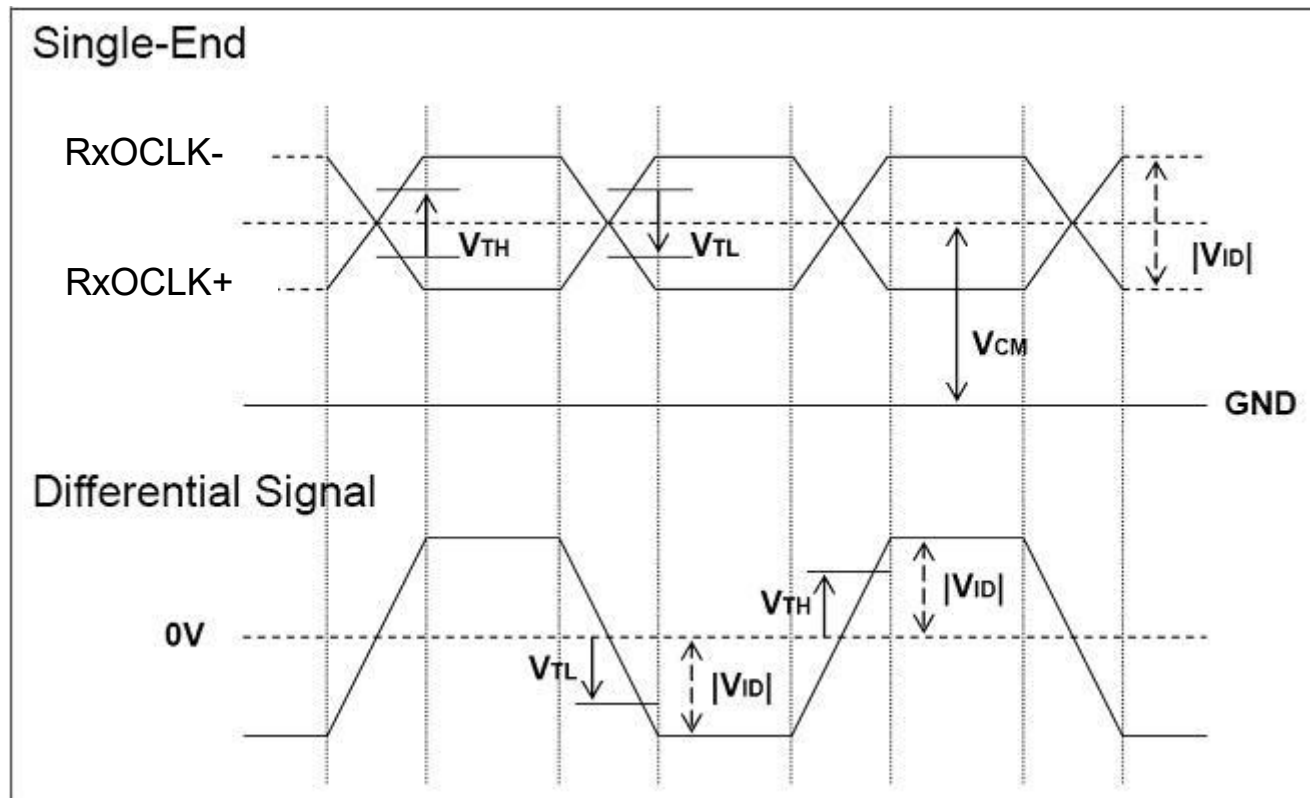 Single-End
RxOCLK-
VTH
VTL
|VID|
RxOCLK+
VCM
GND
Differential Signal
VTH
|VID|
0V
VTL
|VID|